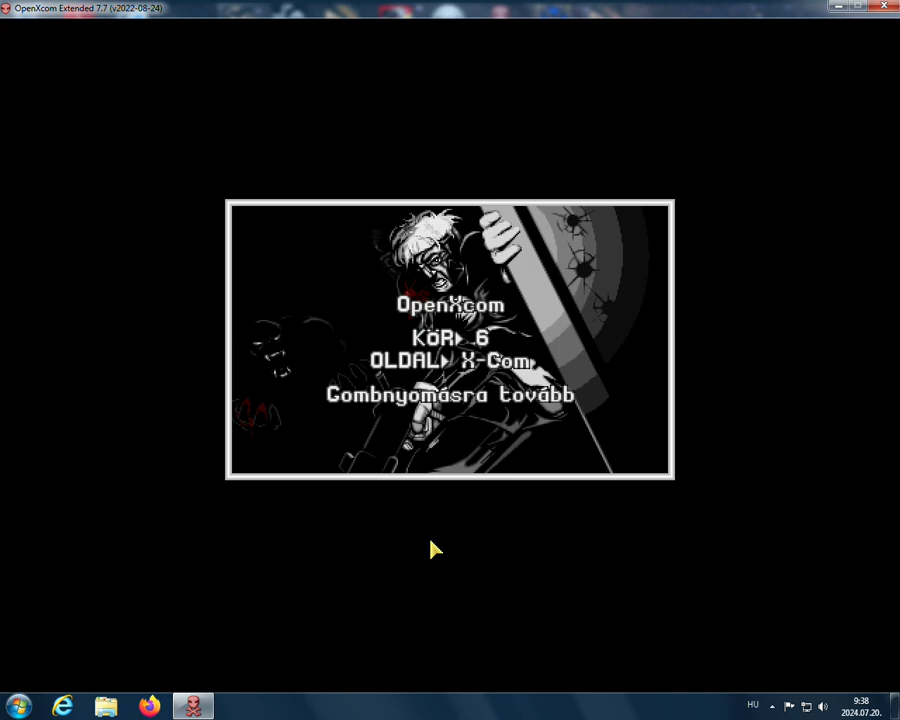 OpenXcom Extended 7.7 (v2022-08-24)
OpenXcom
KöR▸ 6
OLDAL▸ X-Com
Gombnyomásra tovább
HU
9:38
2024.07.20.